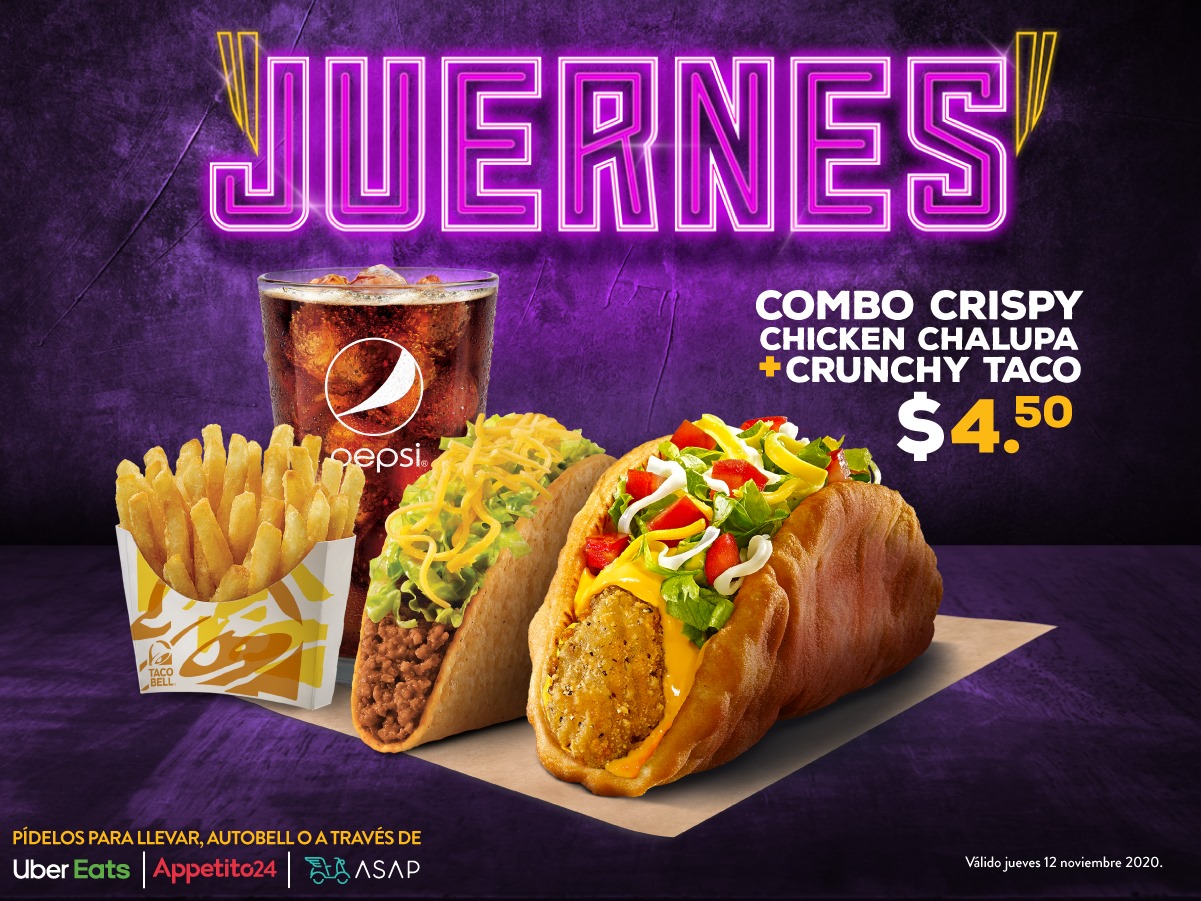 JUERNES
COMBO CRISPY
CHICKEN CHALUPA
+CRUNCHY TACO
$4.50
pepsi®
TACO
BELL
PÍDELOS PARA LLEVAR, AUTOBELL O A TRAVÉS DE
Uber Eats | Appetito24 | ASAP
Válido jueves 12 noviembre 2020.